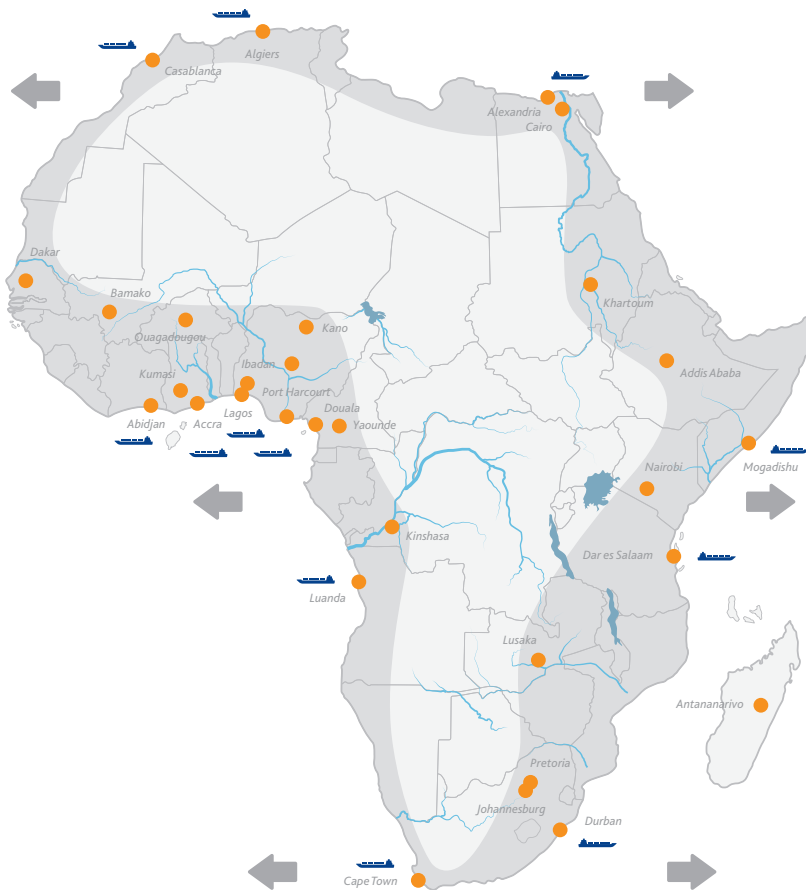 Algiers
Casablanca
Alexandria
Cairo
Dakar
Bamako
Khartoum
Ouagadougou
Kano
Ibadan
Addis Ababa
Kumasi
Port Harcourt
Douala
Lagos
Abidjan
Accra
Yaounde
Nairobi
Mogadishu
Kinshasa
Dar es Salaam
Luanda
Lusaka
Antananarivo
Pretoria
Johannesburg
Durban
Cape Town